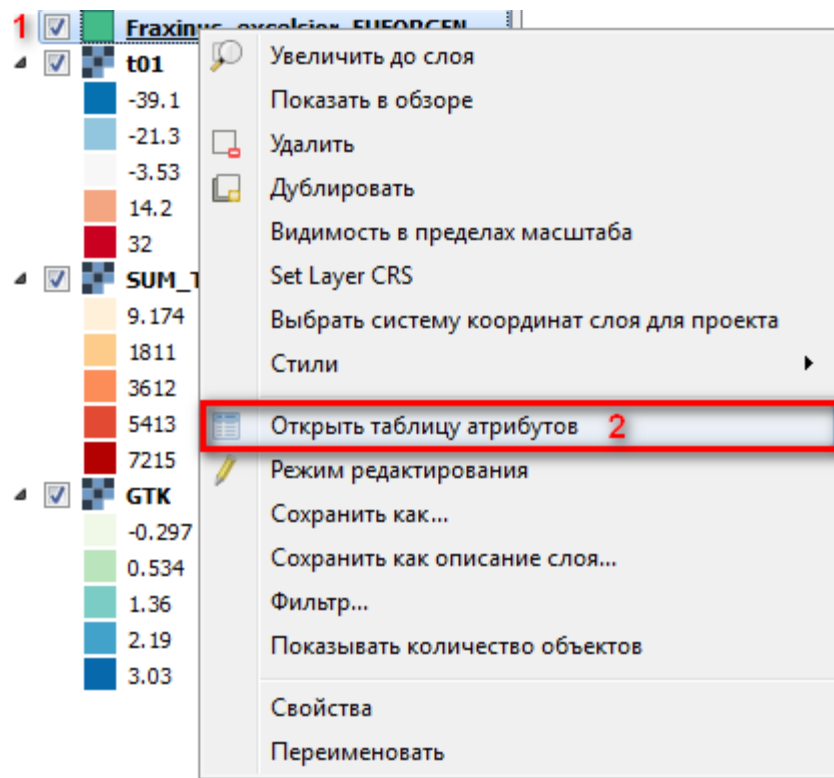 1 Fraxinus excelsior EUFORGEN
t01
-39.1
-21.3
-3.53
14.2
32
SUM_T
9.174
1811
3612
5413
7215
GTK
-0.297
0.534
1.36
2.19
3.03
Увеличить до слоя
Показать в обзоре
Удалить
Дублировать
Видимость в пределах масштаба
Set Layer CRS
Выбрать систему координат слоя для проекта
Стили
Открыть таблицу атрибутов 2
Режим редактирования
Сохранить как...
Сохранить как описание слоя...
Фильтр...
Показывать количество объектов
Свойства
Переименовать